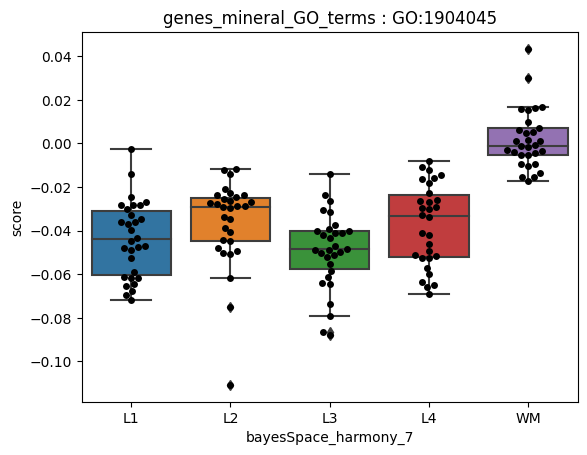 genes_mineral_GO_terms : GO:1904045
0.04
0.02
0.00
−0.02
−0.04
−0.06
−0.08
−0.10
score
L1 L2 L3 L4 WM
bayesSpace_harmony_7